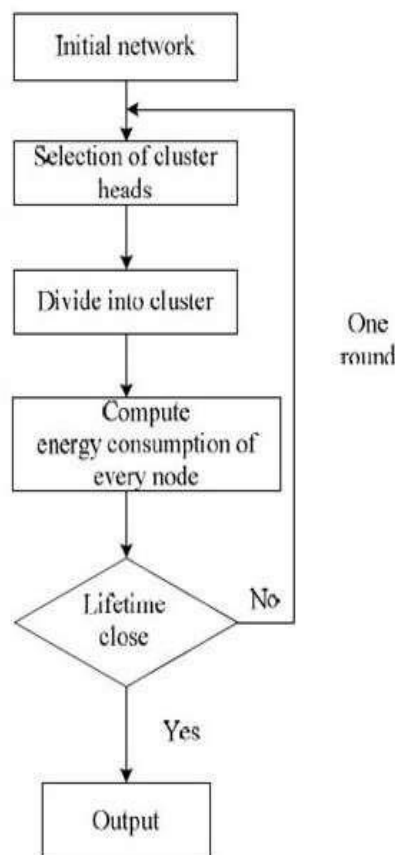 Initial network
Selection of cluster
heads
Divide into cluster
One
round
Compute
energy consumption of
every node
Lifetime
close
No
Yes
Output